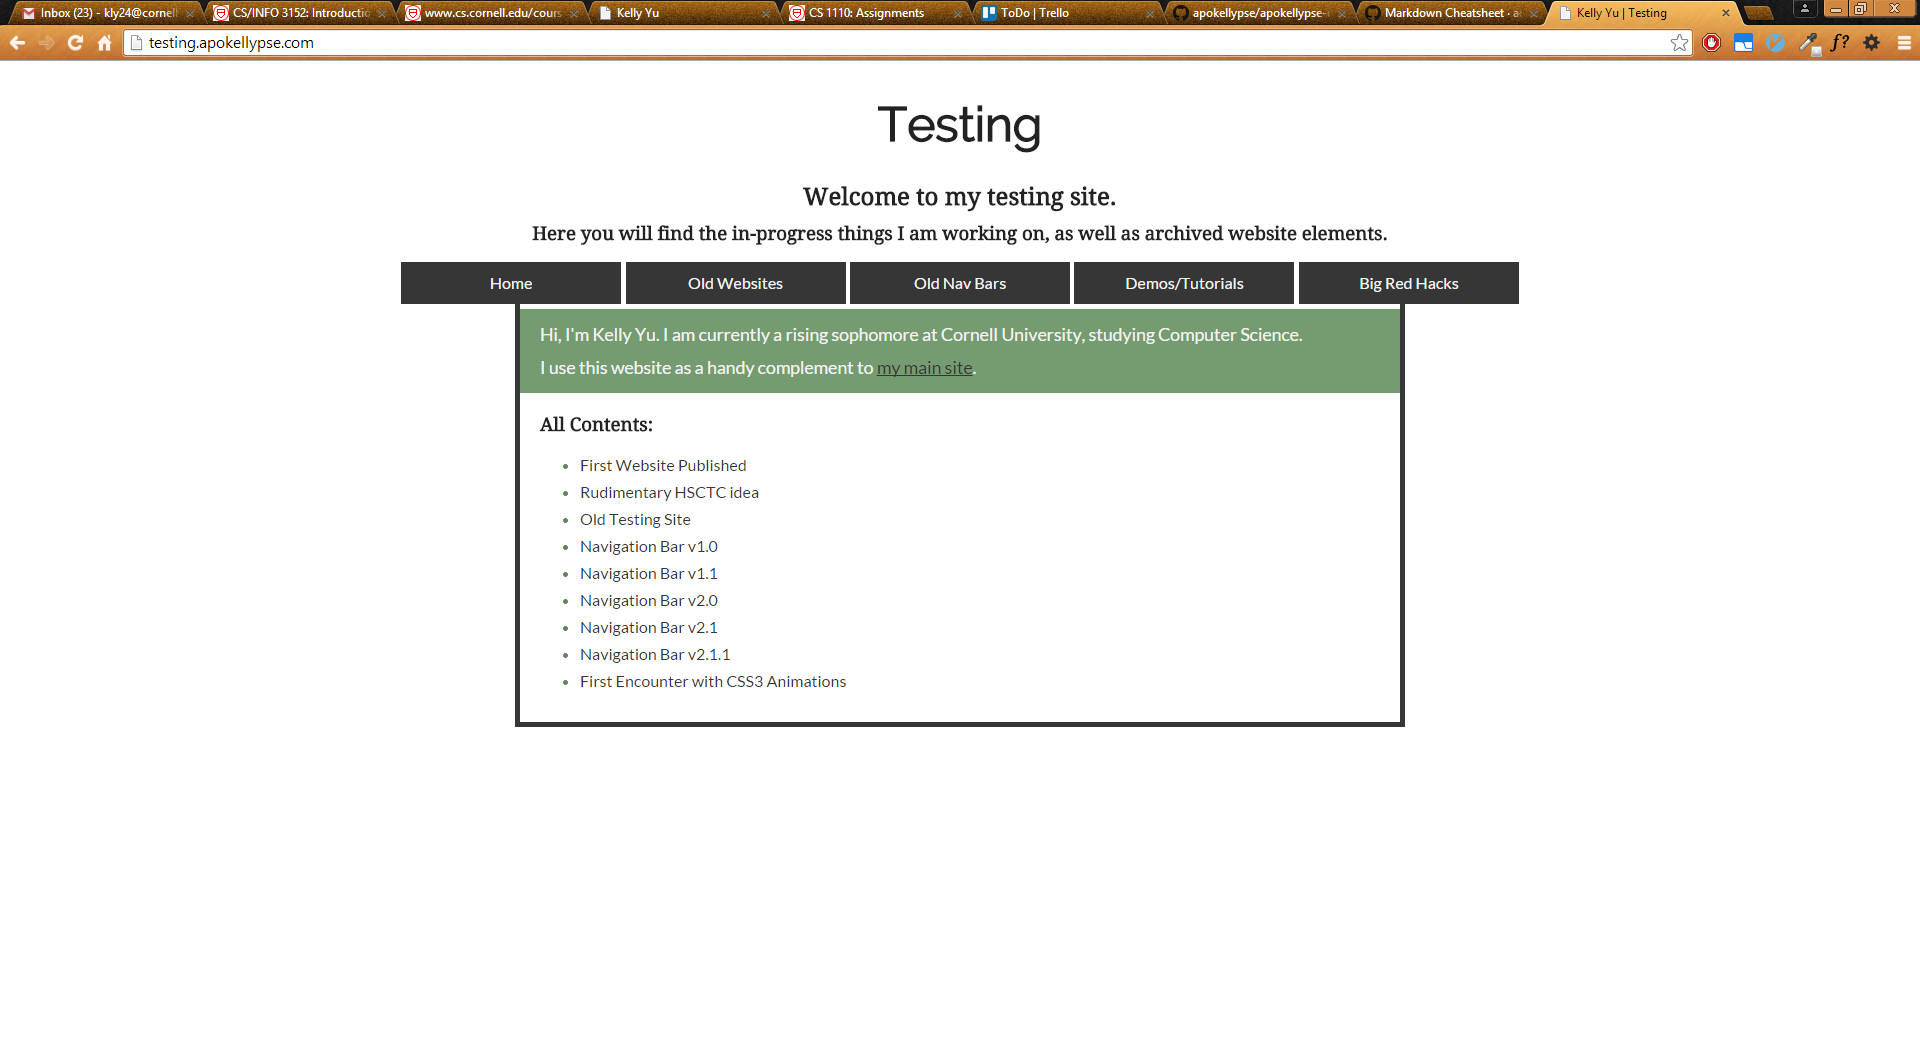 Inbox (23) - kly24@cornell
CS/INFO 3152: Introductio
www.cs.cornell.edu/cours
Kelly Yu
CS 1110: Assignments
ToDo | Trello
apokellypse/apokellypse-
Markdown Cheatsheet · a
Kelly Yu | Testing
testing.apokellypse.com
f?
Testing
Welcome to my testing site.
Here you will find the in-progress things I am working on, as well as archived website elements.
Home
Old Websites
Old Nav Bars
Demos/Tutorials
Big Red Hacks
Hi, I'm Kelly Yu. I am currently a rising sophomore at Cornell University, studying Computer Science.
I use this website as a handy complement to my main site.
All Contents:
First Website Published
Rudimentary HSCTC idea
Old Testing Site
Navigation Bar v1.0
Navigation Bar v1.1
Navigation Bar v2.0
Navigation Bar v2.1
Navigation Bar v2.1.1
First Encounter with CSS3 Animations